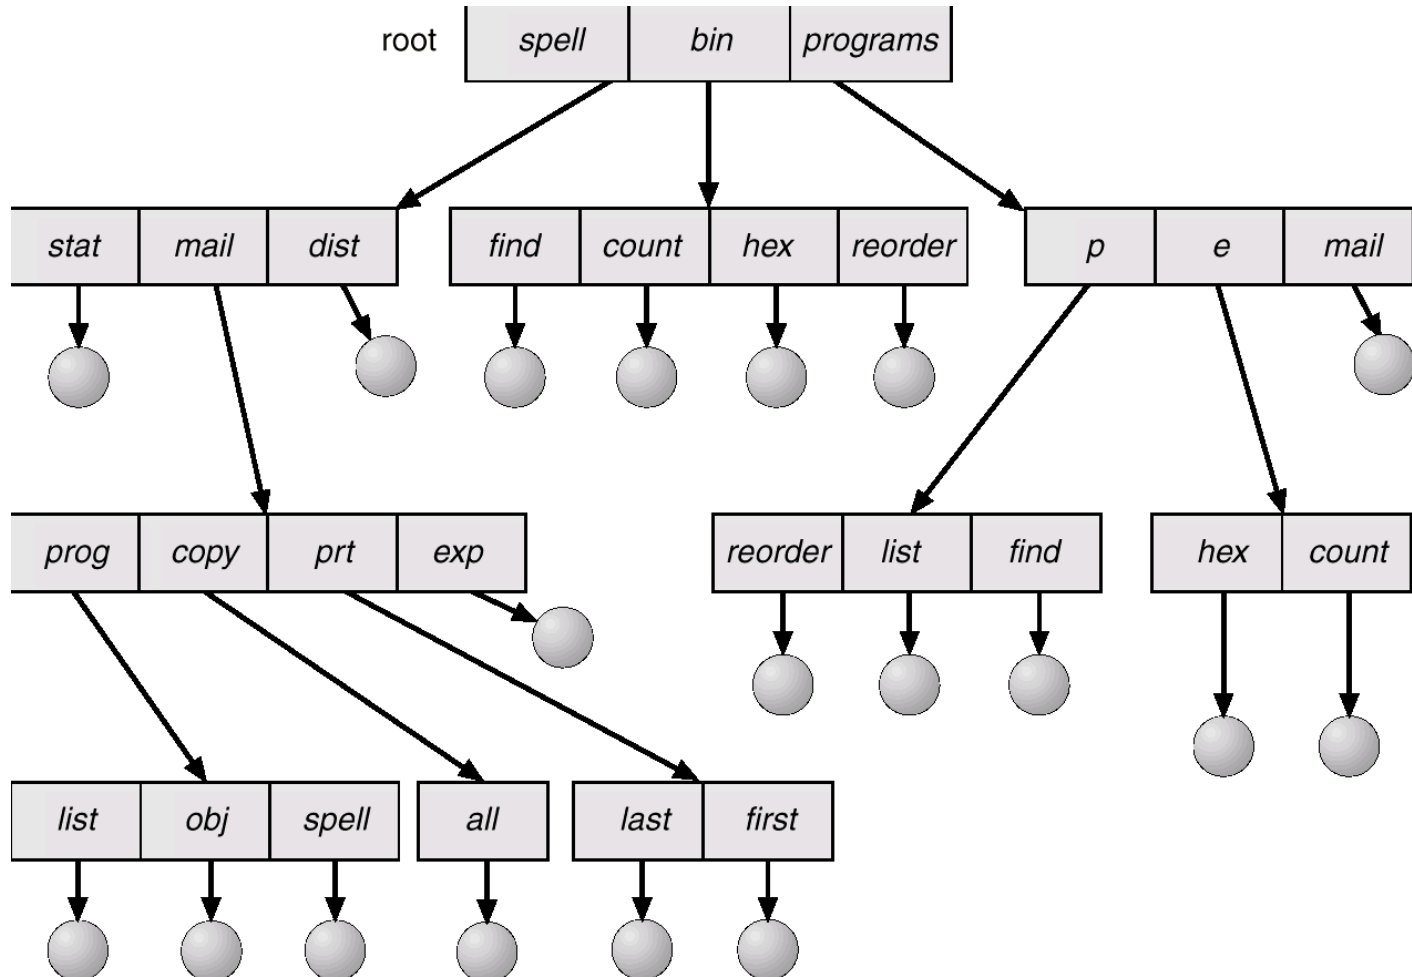 root spell bin programs
stat mail dist find count hex reorder p e mail
prog copy prt exp reorder list find hex count
list obj spell all last first